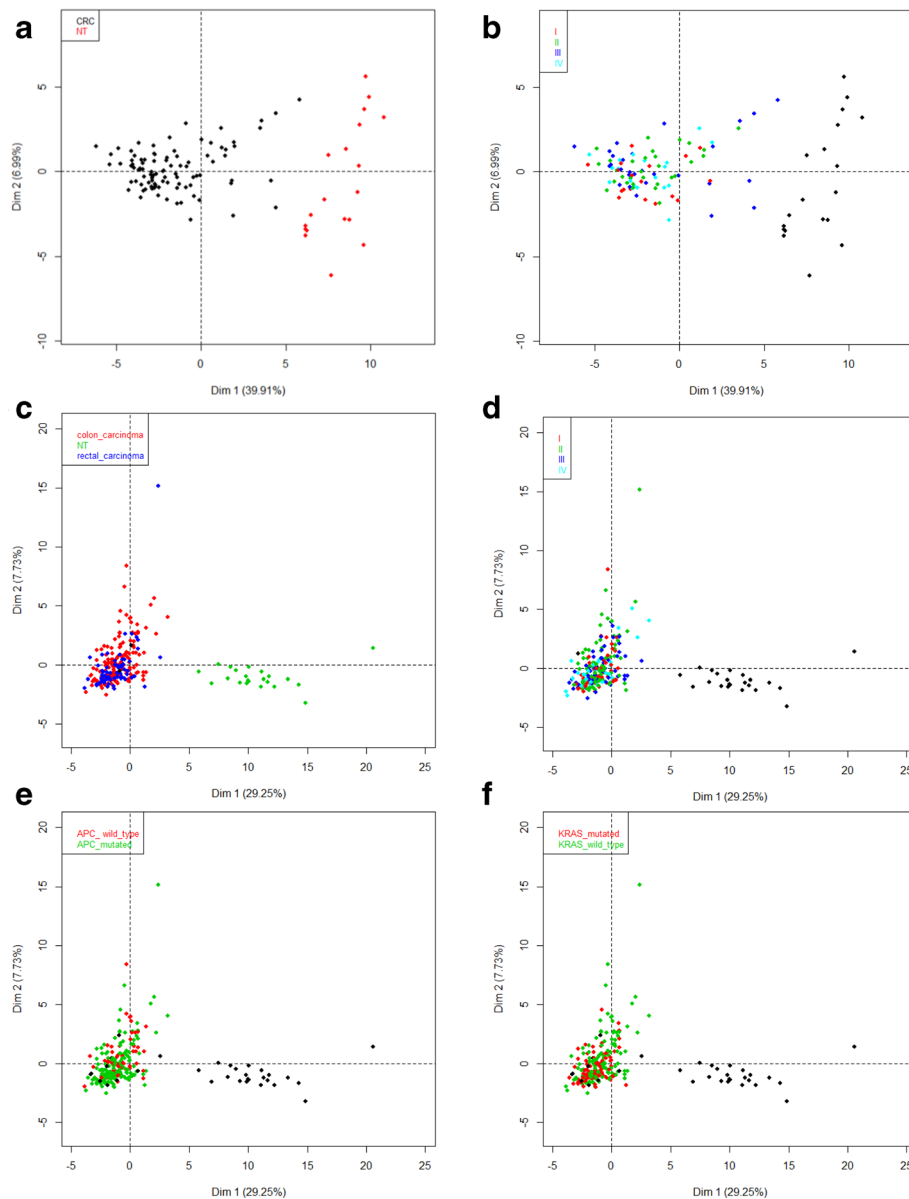 a
CRC
NT
5
0
-5
-10
Dim 2 (6.99%)
-5 0 5 10
Dim 1 (39.91%)
b
I
II
III
IV
5
0
-5
-10
Dim 2 (6.99%)
-5 0 5 10
Dim 1 (39.91%)
c
colon_carcinoma
NT
rectal_carcinoma
20
15
10
5
0
-5
Dim 2 (7.73%)
-5 0 5 10 15 20 25
Dim 1 (29.25%)
d
I
II
III
IV
20
15
10
5
0
-5
Dim 2 (7.73%)
-5 0 5 10 15 20 25
Dim 1 (29.25%)
e
APC_ wild_type
APC_mutated
20
15
10
5
0
-5
Dim 2 (7.73%)
-5 0 5 10 15 20 25
Dim 1 (29.25%)
f
KRAS_mutated
KRAS_wild_type
20
15
10
5
0
-5
Dim 2 (7.73%)
-5 0 5 10 15 20 25
Dim 1 (29.25%)